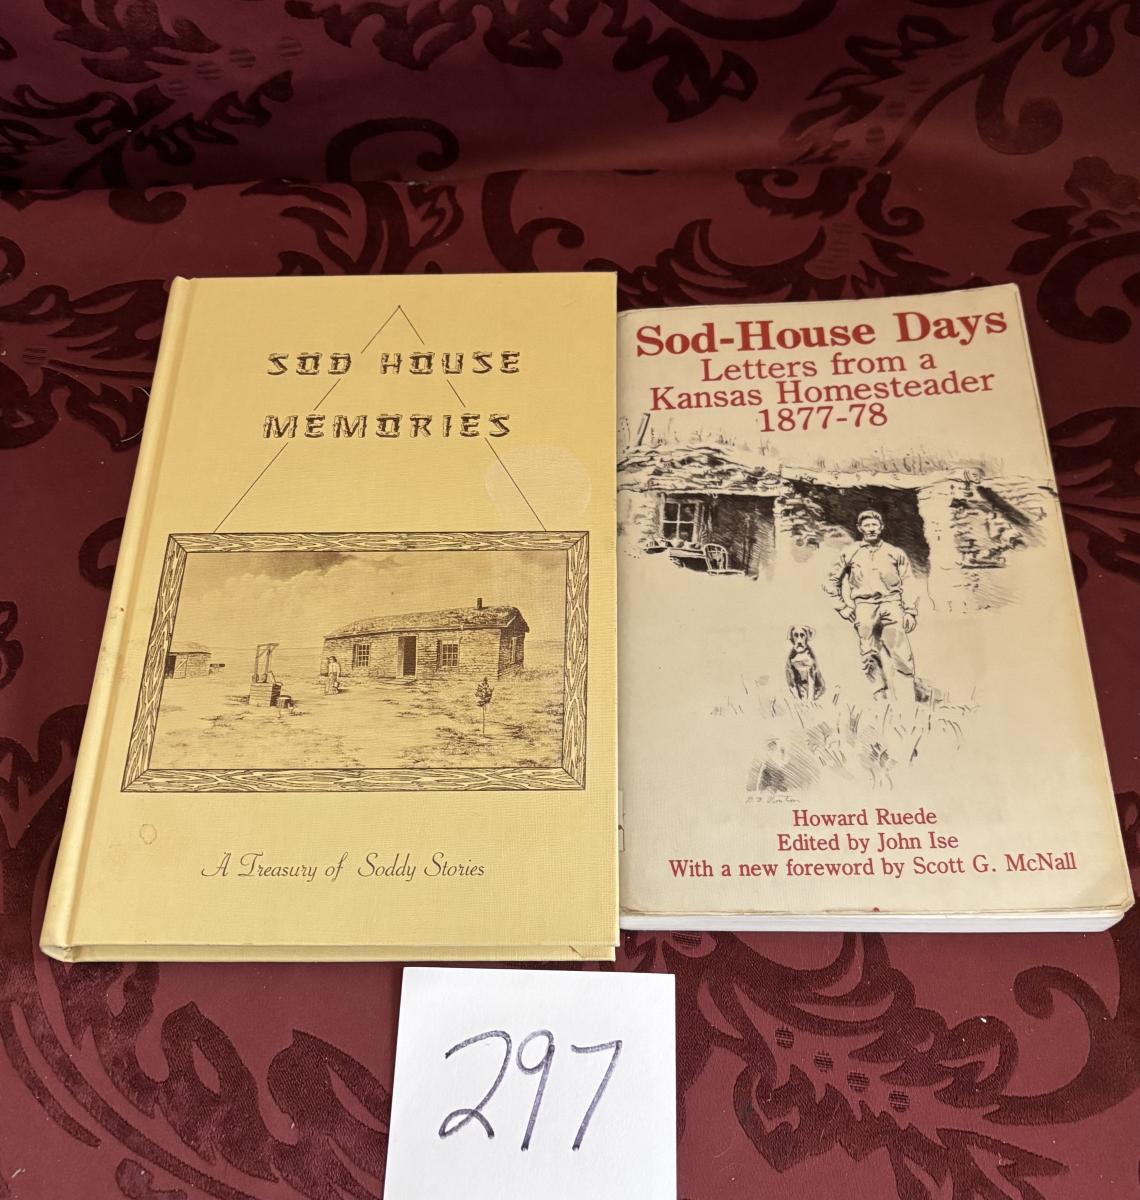 SOD HOUSE
MEMORIES
A Treasury of Soddy Stories
Sod-House Days
Letters from a
Kansas Homesteader
1877-78
Howard Ruede
Edited by John Ise
With a new foreword by Scott G. McNall
297